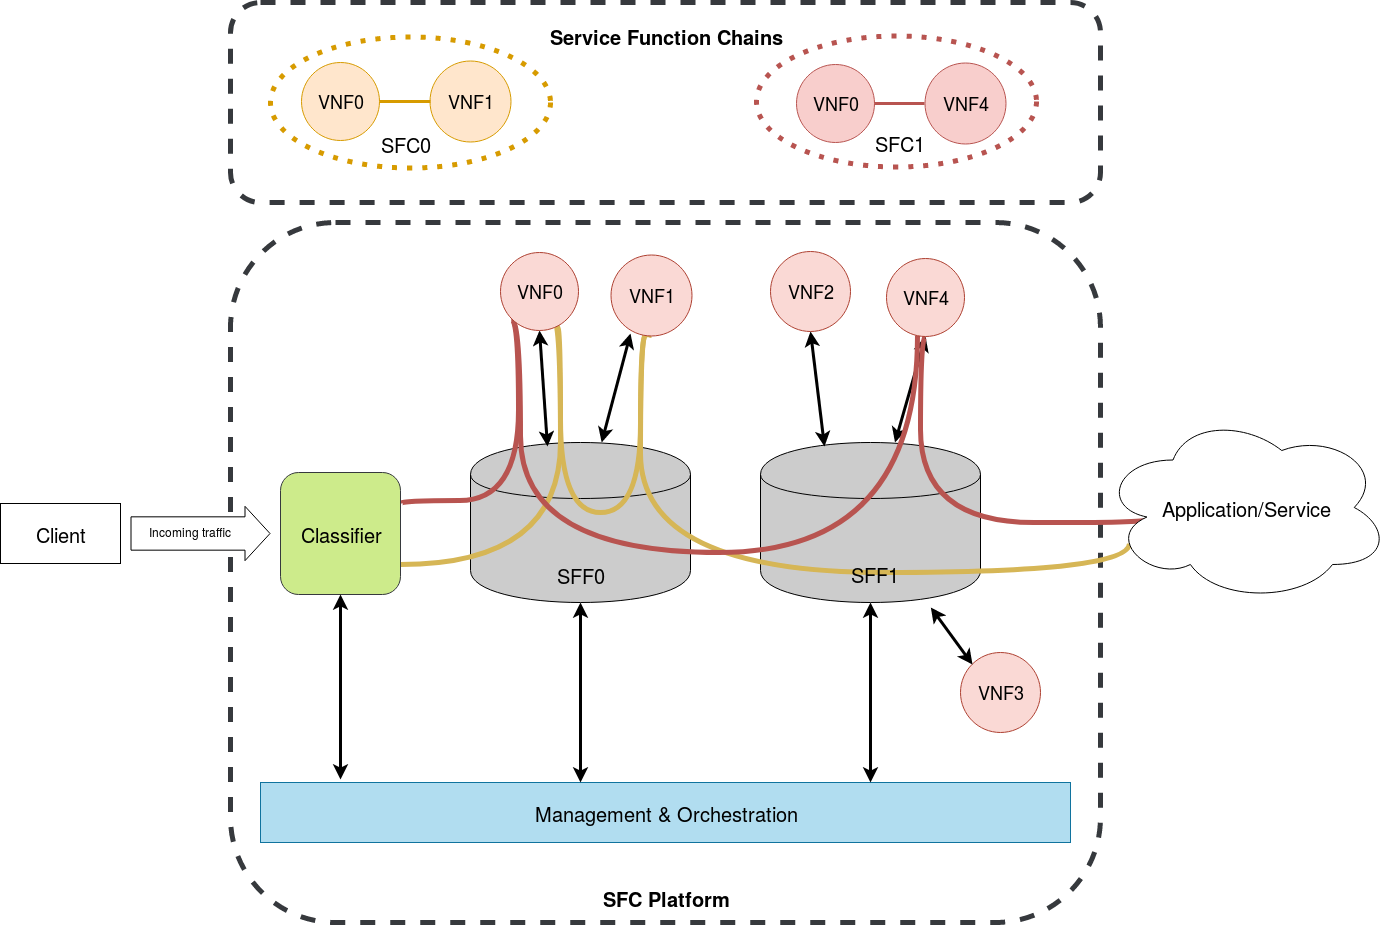 Service Function Chains
VNF0
VNF1
SFC0
VNF0
VNF4
SFC1
VNF0
VNF1
VNF2
VNF4
Client
Incoming traffic
Classifier
SFF0
SFF1
Application/Service
VNF3
Management & Orchestration
SFC Platform